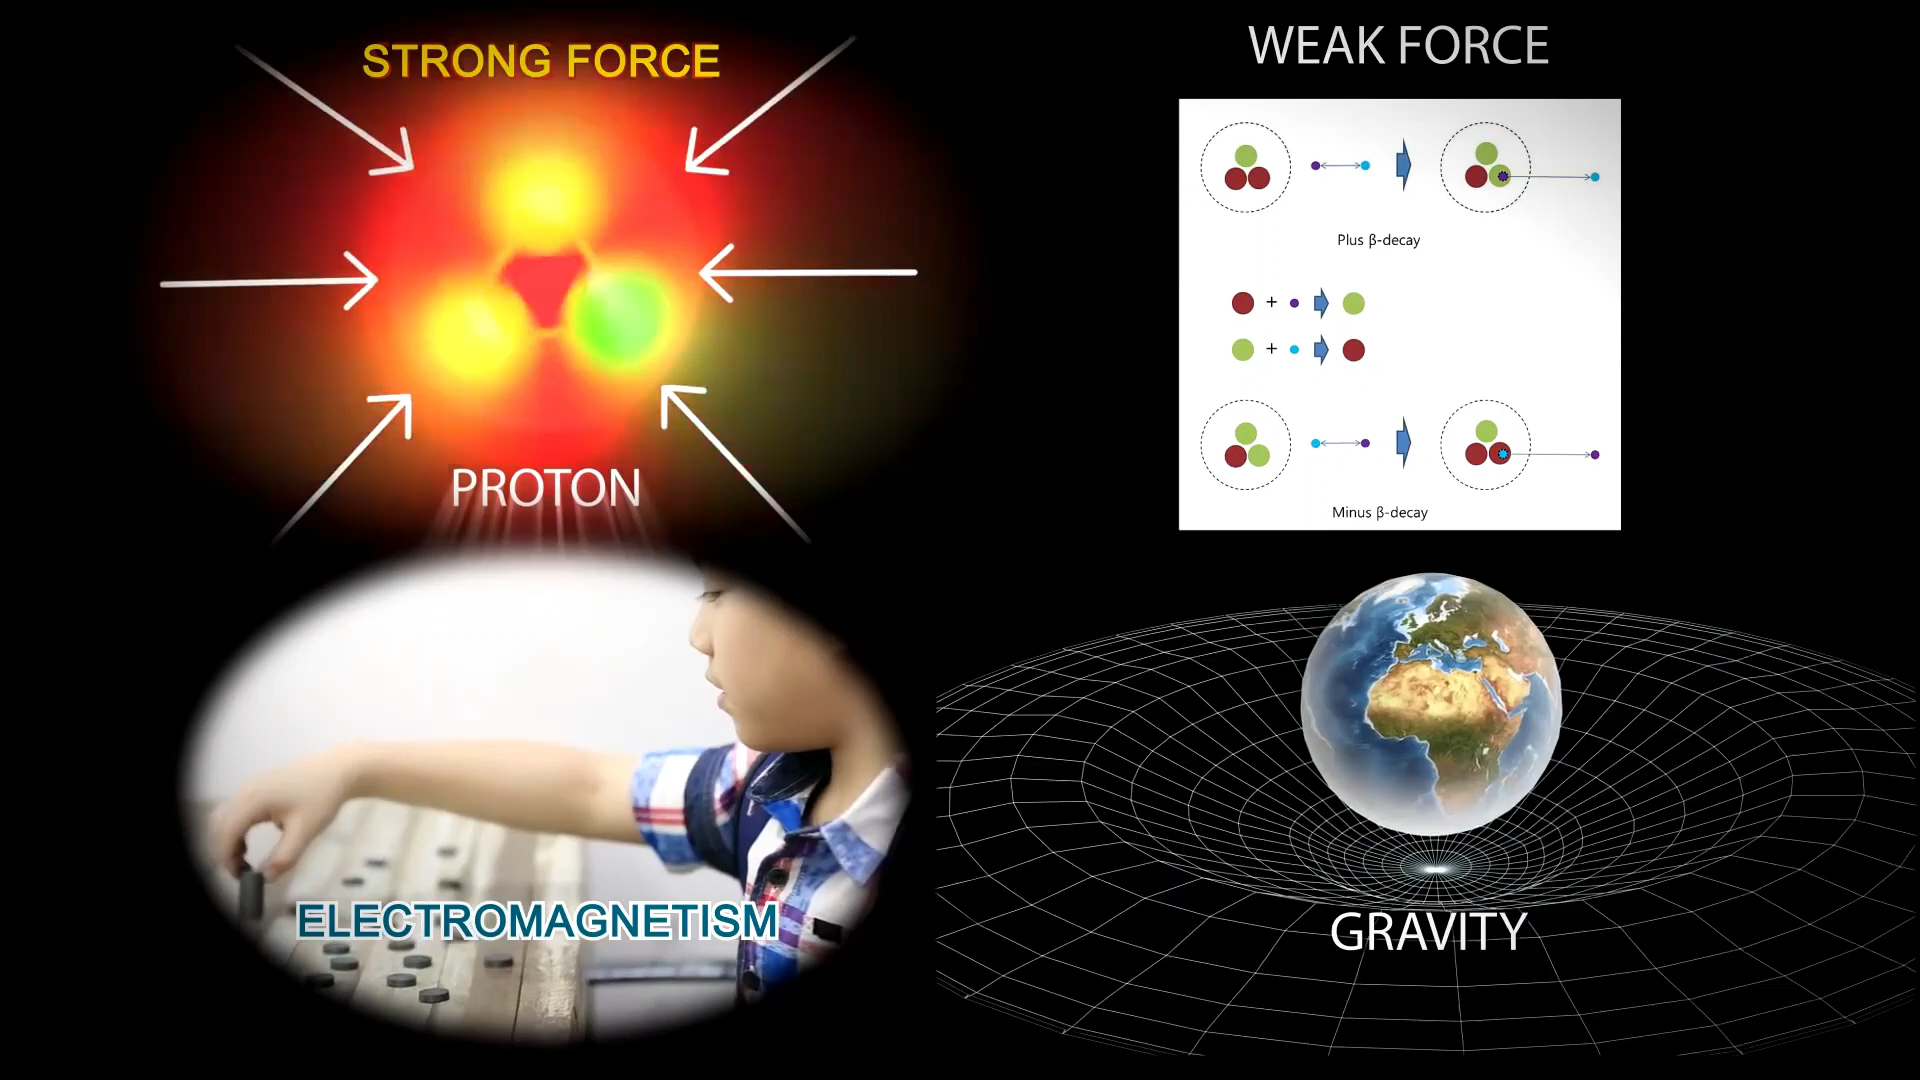 STRONG FORCE
PROTON
WEAK FORCE
Plus β-decay
+
+
Minus β-decay
ELECTROMAGNETISM
GRAVITY